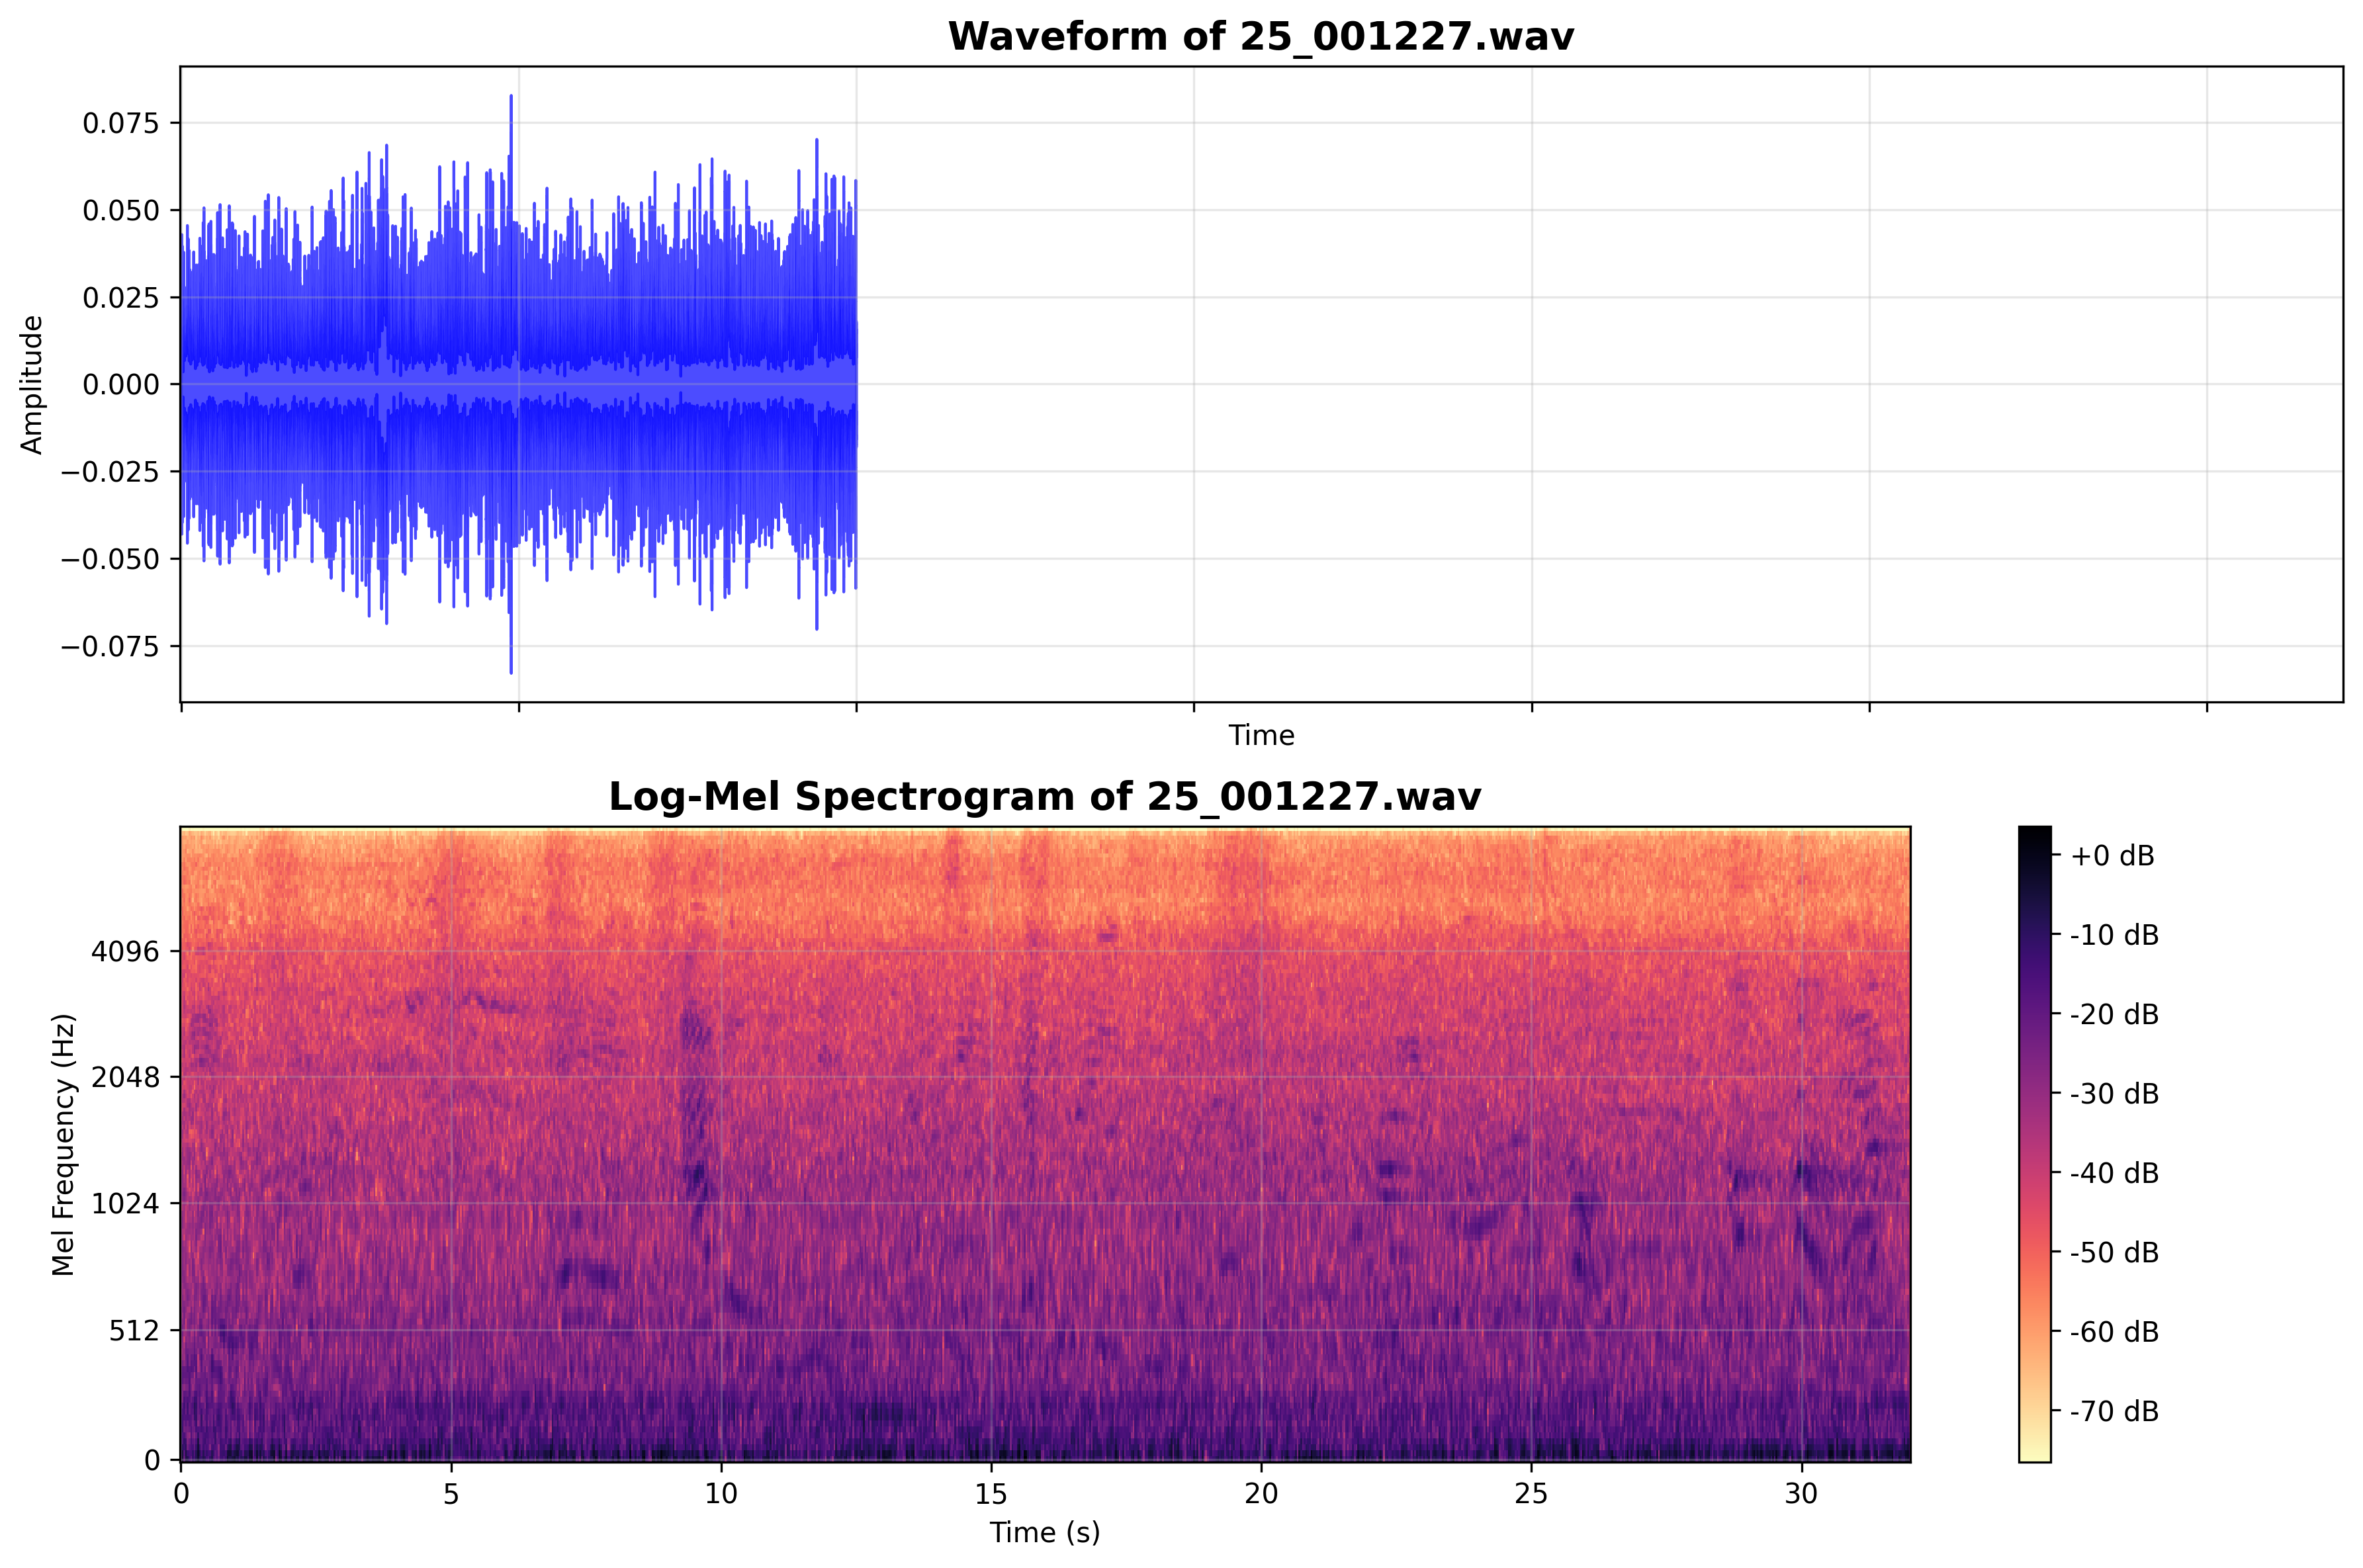 Waveform of 25_001227.wav
0.075
0.050
0.025
0.000
−0.025
−0.050
−0.075
Amplitude
Time
Log-Mel Spectrogram of 25_001227.wav
4096
2048
1024
512
0
Mel Frequency (Hz)
0 5 10 15 20 25 30
Time (s)
+0 dB
-10 dB
-20 dB
-30 dB
-40 dB
-50 dB
-60 dB
-70 dB